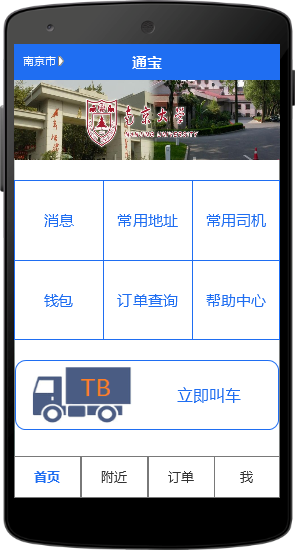 南京市
通宝
南京大学
NANJING UNIVERSITY
消息
常用地址
常用司机
钱包
订单查询
帮助中心
TB
立即叫车
首页
附近
订单
我